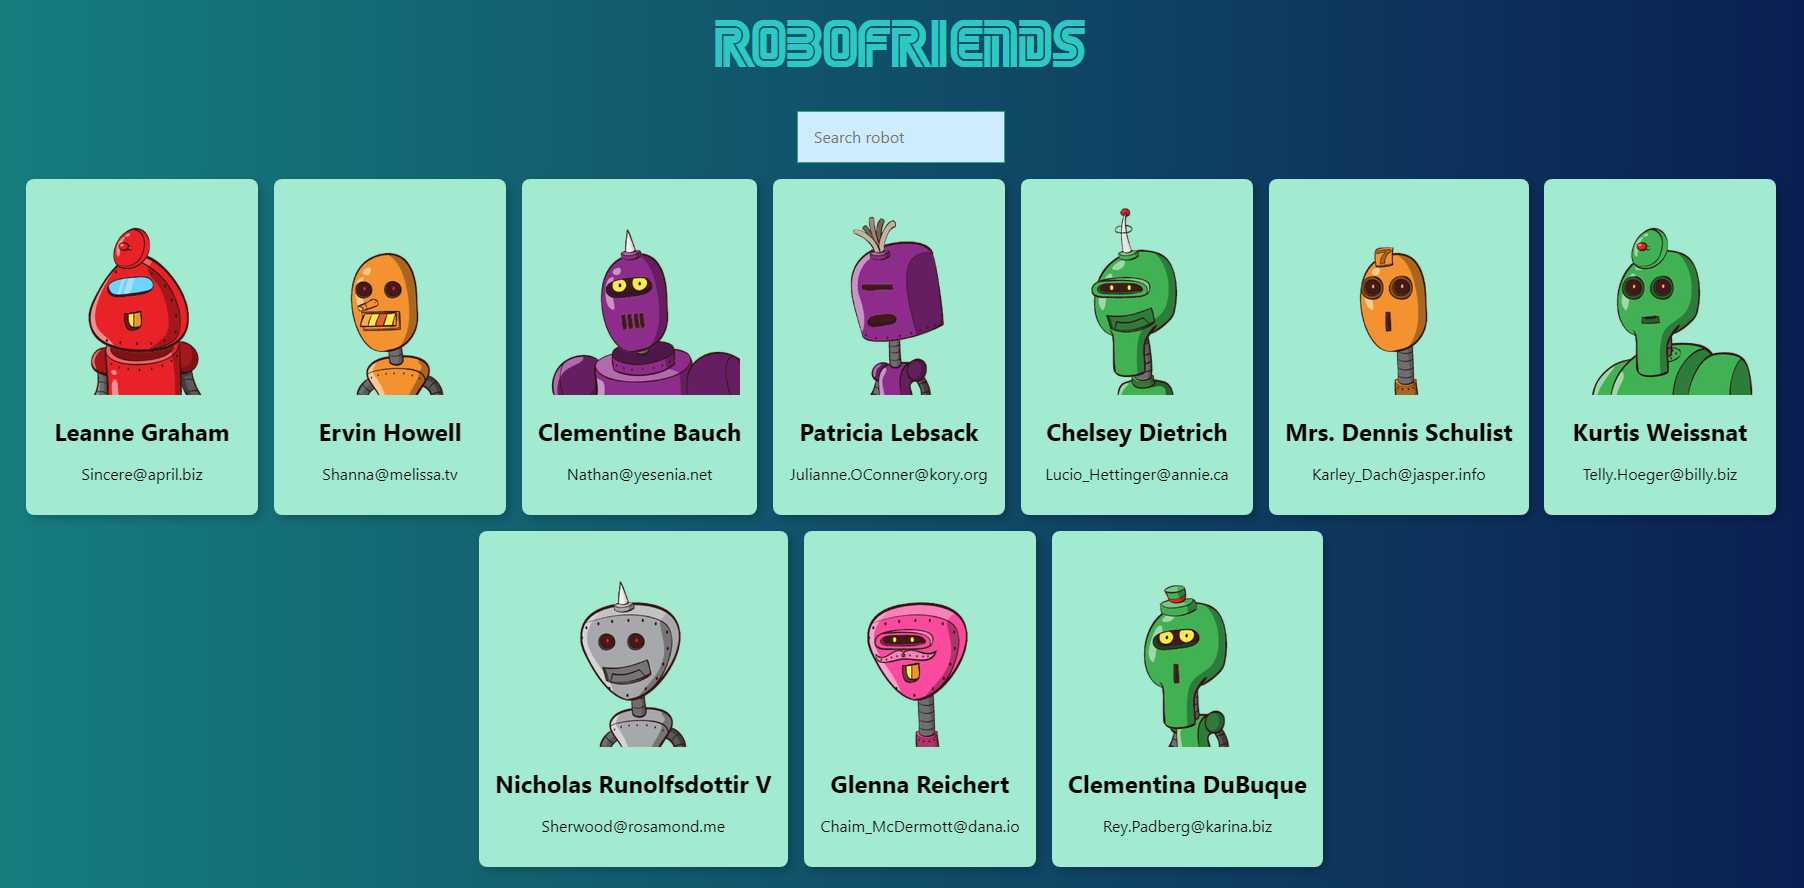 ROBOFRIENDS
Search robot
7
Leanne Graham
Sincere@april.biz
Ervin Howell
Shanna@melissa.tv
Clementine Bauch
Nathan@yesenia.net
Patricia Lebsack
Julianne.OConner@kory.org
Chelsey Dietrich
Lucio_Hettinger@annie.ca
Mrs. Dennis Schulist
Karley_Dach@jasper.info
Kurtis Weissnat
Telly.Hoeger@billy.biz
Nicholas Runolfsdottir V
Sherwood@rosamond.me
Glenna Reichert
Chaim_McDermott@dana.io
Clementina DuBuque
Rey.Padberg@karina.biz